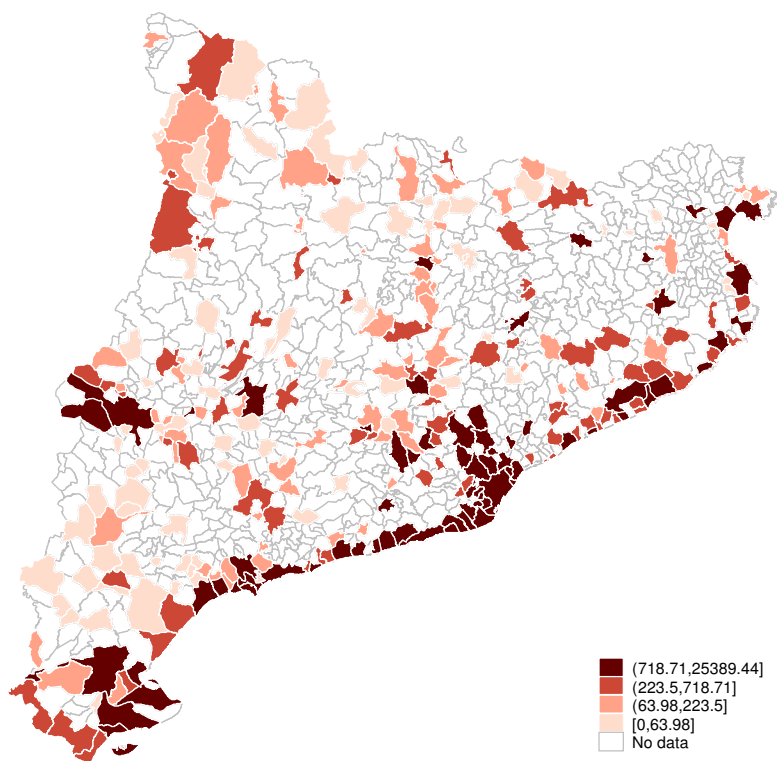 (718.71,25389.44]
(223.5,718.71]
(63.98,223.5]
[0,63.98]
No data